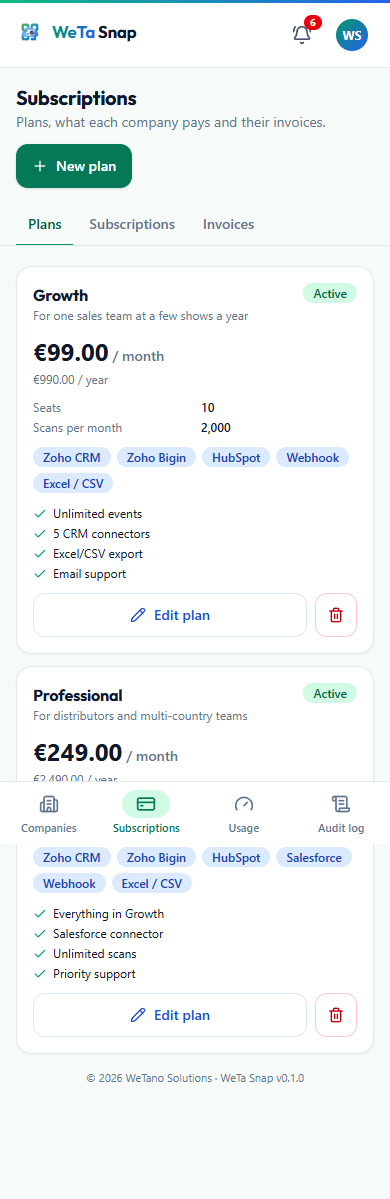 WeTa Snap
6
WS
Subscriptions
Plans, what each company pays and their invoices.
+ New plan
Plans Subscriptions Invoices
Growth
Active
For one sales team at a few shows a year
€99.00 / month
€990.00 / year
Seats 10
Scans per month 2,000
Zoho CRM Zoho Bigin HubSpot Webhook
Excel / CSV
Unlimited events
5 CRM connectors
Excel/CSV export
Email support
Edit plan
Professional
Active
For distributors and multi-country teams
€249.00 / month
€2,490.00 / year
Companies Subscriptions Usage Audit log
Zoho CRM Zoho Bigin HubSpot Salesforce
Webhook Excel / CSV
Everything in Growth
Salesforce connector
Unlimited scans
Priority support
Edit plan
© 2026 WeTano Solutions · WeTa Snap v0.1.0